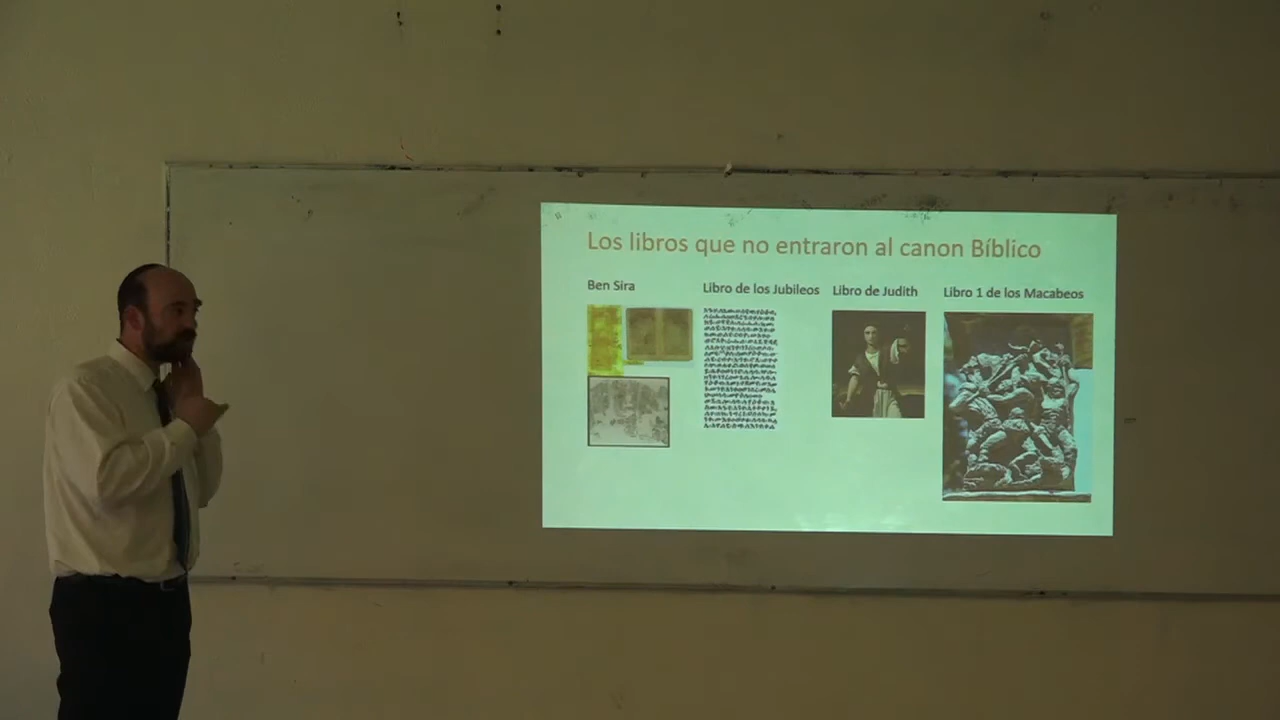 Los libros que no entraron al canon Bíblico
Ben Sira
Libro de los Jubileos
Libro de Judith
Libro 1 de los Macabeos